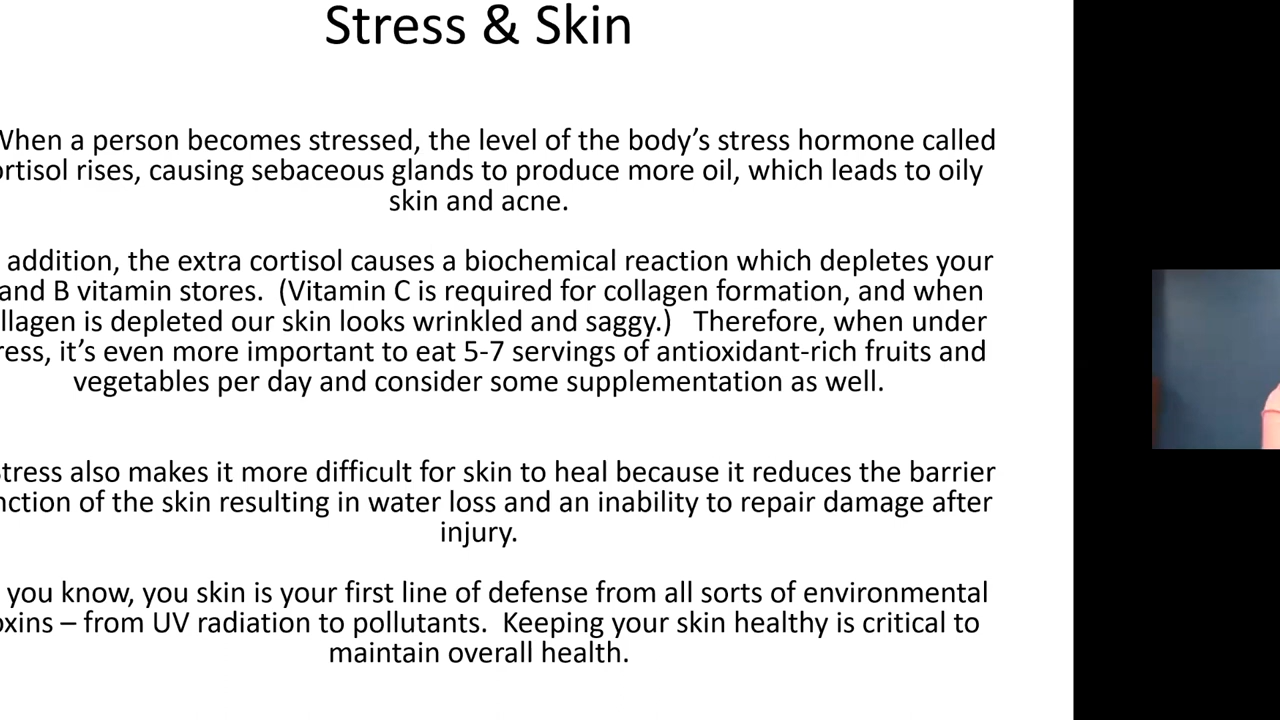 Stress & Skin
When a person becomes stressed, the level of the body’s stress hormone called
ortisol rises, causing sebaceous glands to produce more oil, which leads to oily
skin and acne.
addition, the extra cortisol causes a biochemical reaction which depletes your
and B vitamin stores.  (Vitamin C is required for collagen formation, and when
llagen is depleted our skin looks wrinkled and saggy.)   Therefore, when under
ress, it’s even more important to eat 5-7 servings of antioxidant-rich fruits and
vegetables per day and consider some supplementation as well.
Stress also makes it more difficult for skin to heal because it reduces the barrier
nction of the skin resulting in water loss and an inability to repair damage after
injury.
you know, you skin is your first line of defense from all sorts of environmental
oxins – from UV radiation to pollutants.  Keeping your skin healthy is critical to
maintain overall health.